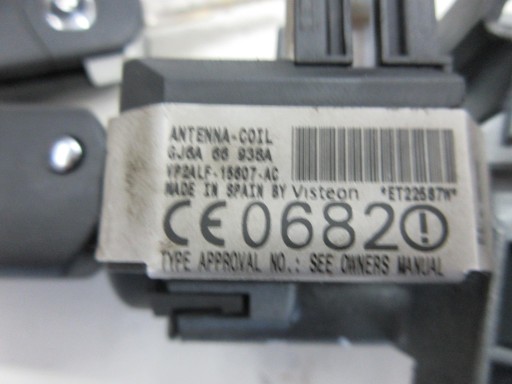 ANTENNA-COIL
GJ6A 66 938A
VP2ALF-15607-AC
MADE IN SPAIN BY Visteon *ET22587H*
CE0682
TYPE APPROVAL NO.: SEE OWNERS MANUAL